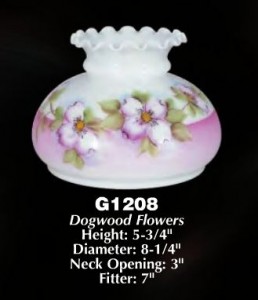 G1208
Dogwood Flowers
Height: 5-3/4"
Diameter: 8-1/4"
Neck Opening: 3"
Fitter: 7"